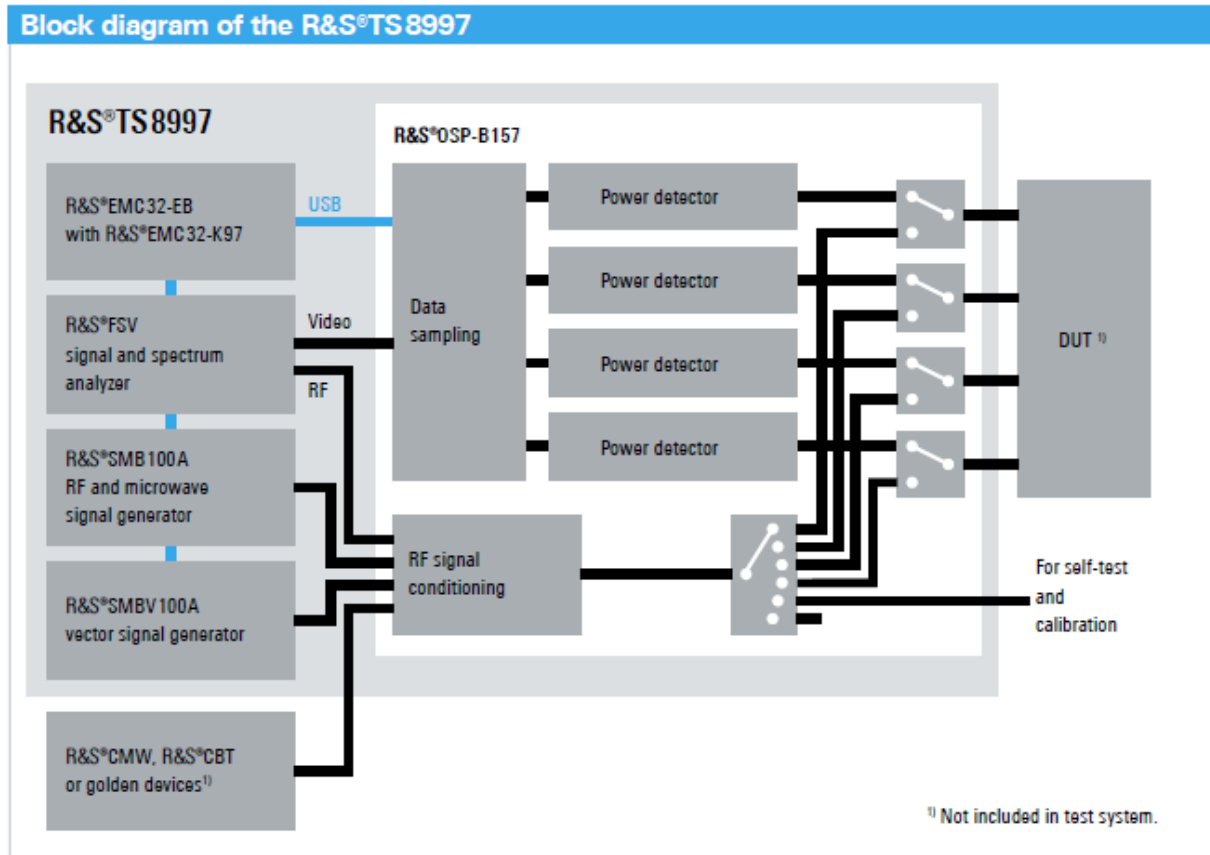 Block diagram of the R&S®TS 8997
R&S®TS 8997
R&S®OSP-B157
R&S®EMC32-EB
with R&S®EMC32-K97
USB
R&S®FSV
signal and spectrum
analyzer
Video
RF
R&S®SMB100A
RF and microwave
signal generator
R&S®SMBV100A
vector signal generator
R&S®CMW, R&S®CBT
or golden devices¹⁾
Data
sampling
Power detector
Power detector
Power detector
Power detector
RF signal
conditioning
DUT ¹⁾
For self-test
and
calibration
¹⁾ Not included in test system.